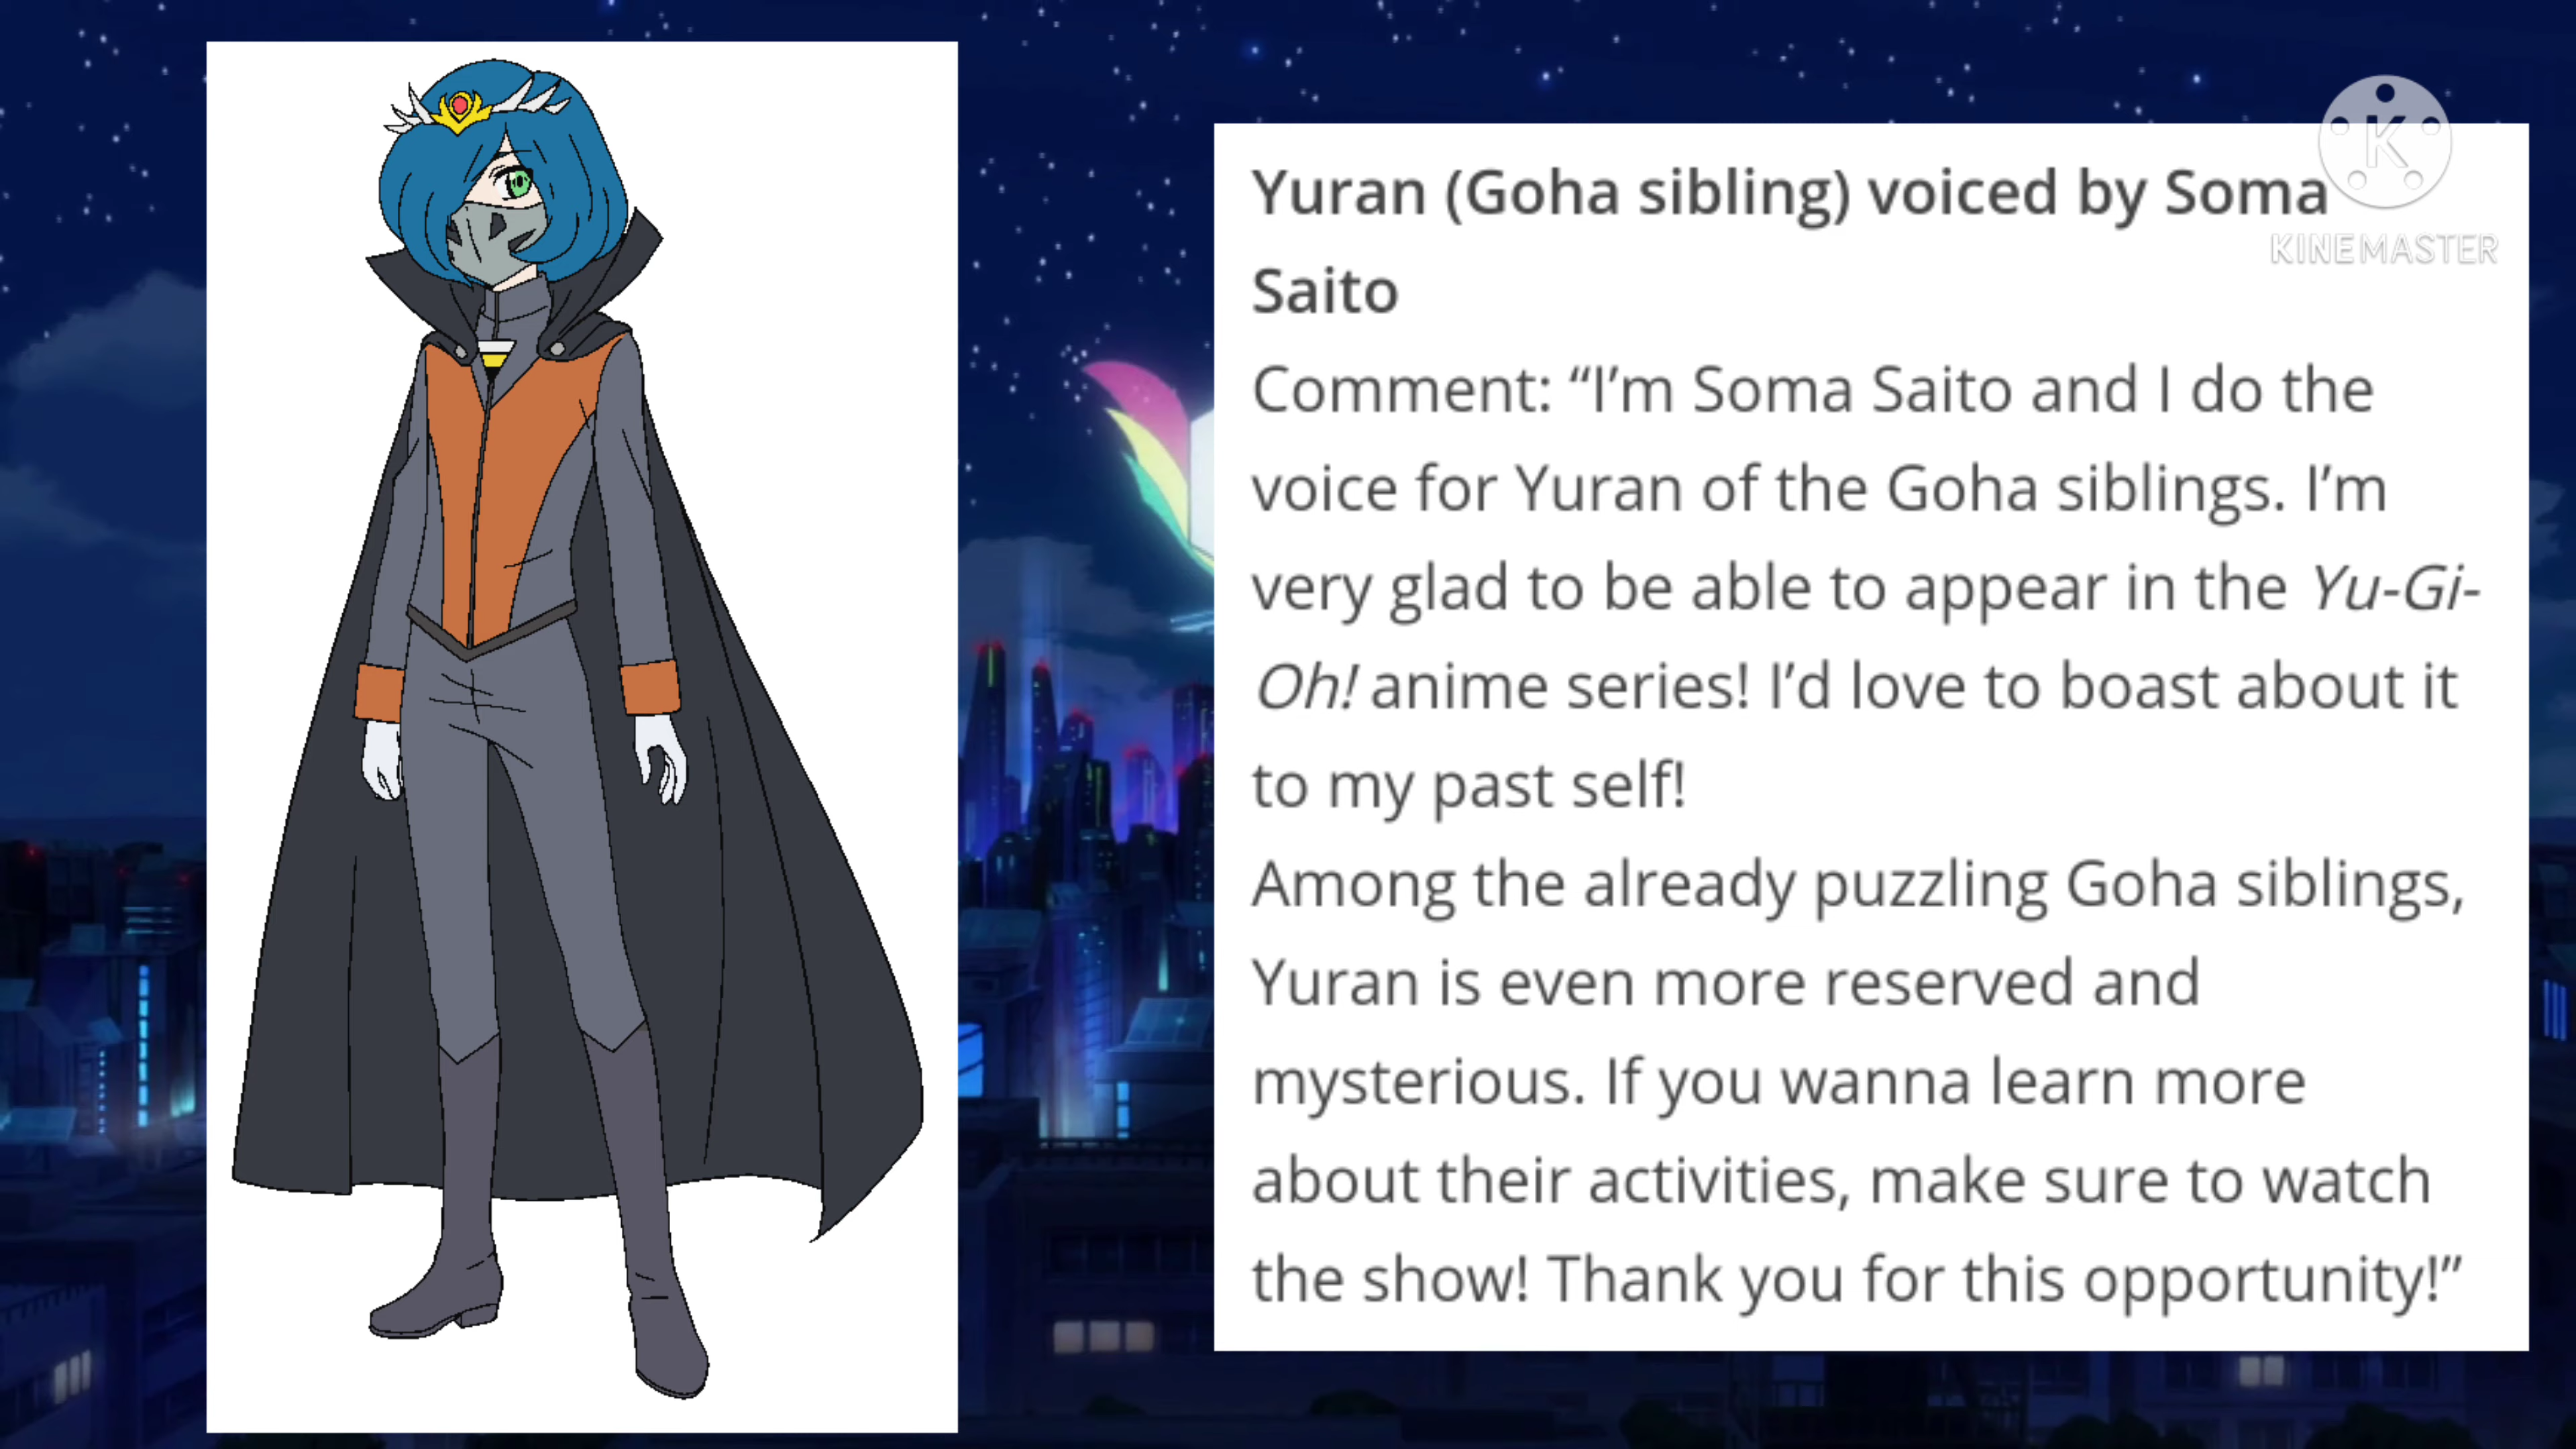 Yuran (Goha sibling) voiced by Soma
Saito
Comment: “I’m Soma Saito and I do the
voice for Yuran of the Goha siblings. I’m
very glad to be able to appear in the Yu-Gi-
Oh! anime series! I’d love to boast about it
to my past self!
Among the already puzzling Goha siblings,
Yuran is even more reserved and
mysterious. If you wanna learn more
about their activities, make sure to watch
the show! Thank you for this opportunity!”
K
KINEMASTER